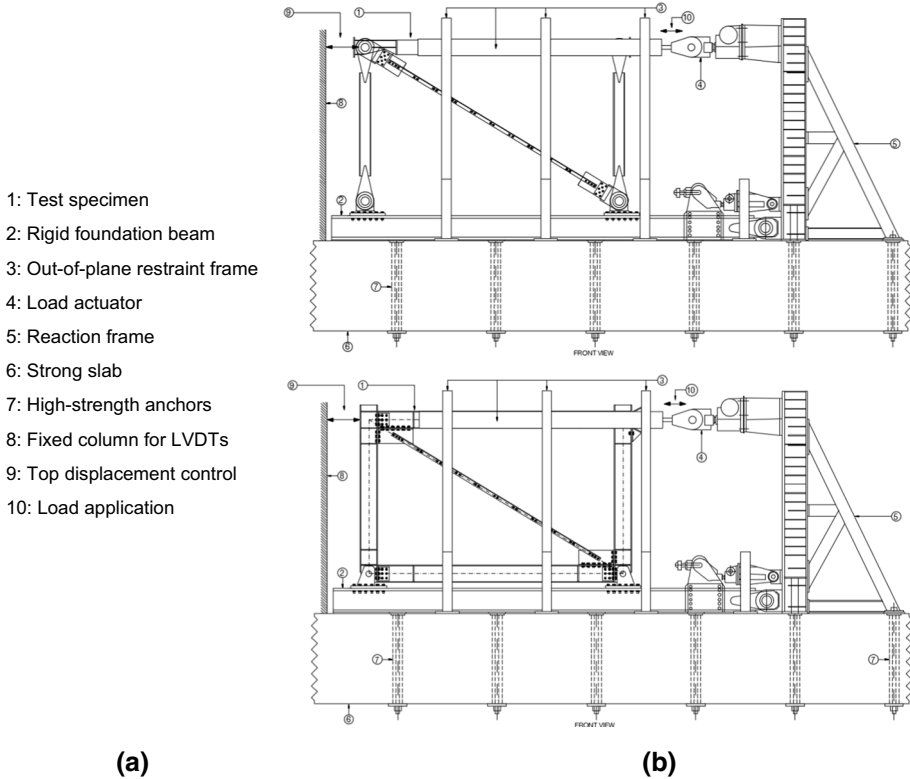 1: Test specimen
2: Rigid foundation beam
3: Out-of-plane restraint frame
4: Load actuator
5: Reaction frame
6: Strong slab
7: High-strength anchors
8: Fixed column for LVDTs
9: Top displacement control
10: Load application
9 1 3 10
4
8
5
2
7
6
FRONT VIEW
9 1 3 10
4
8
5
2
7 7
6
FRONT VIEW
(a) (b)